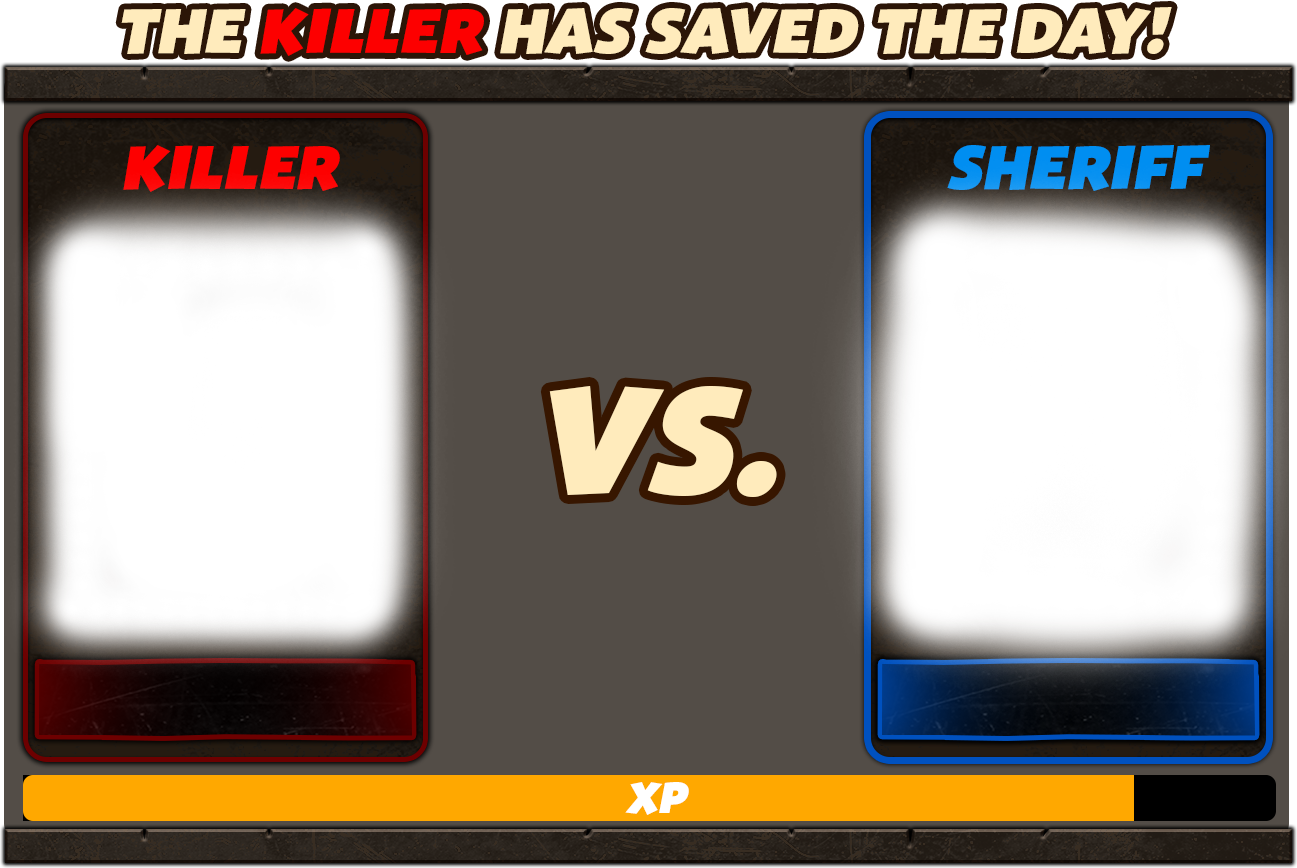 THE KILLER HAS SAVED THE DAY!
KILLER
SHERIFF
VS.
XP